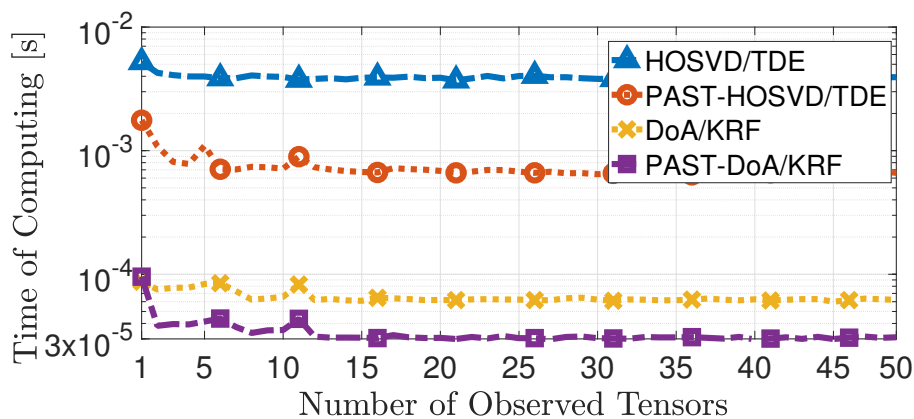 10^-2
10^-3
10^-4
3x10^-5
Time of Computing [s]
HOSVD/TDE
PAST-HOSVD/TDE
DoA/KRF
PAST-DoA/KRF
1 5 10 15 20 25 30 35 40 45 50
Number of Observed Tensors